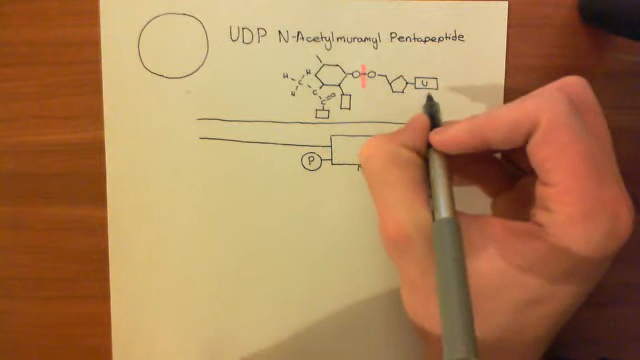 UDP N-Acetylmuramyl Pentapeptide
H H O O U
C
H C O
C
P